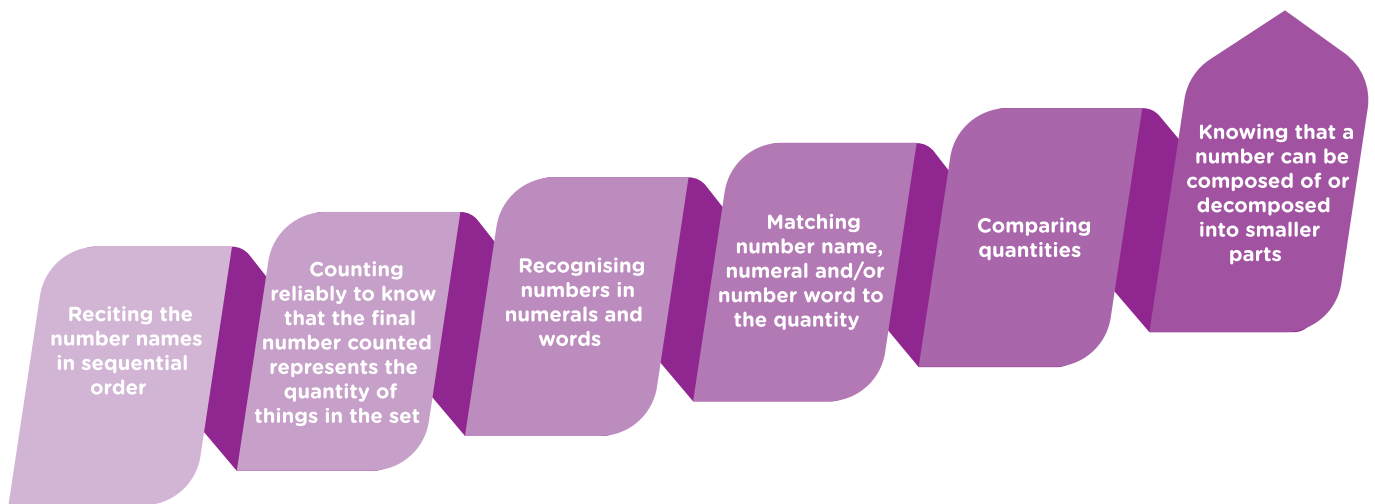 Reciting the
number names
in sequential
order
Counting
reliably to know
that the final
number counted
represents the
quantity of
things in the set
Recognising
numbers in
numerals and
words
Matching
number name,
numeral and/or
number word to
the quantity
Comparing
quantities
Knowing that a
number can be
composed of or
decomposed
into smaller
parts